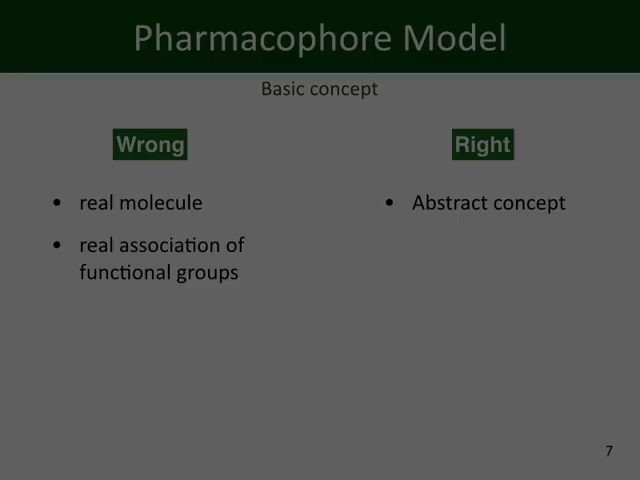 Pharmacophore Model
Basic concept
Wrong
Right
• real molecule
• real association of
functional groups
• Abstract concept
7